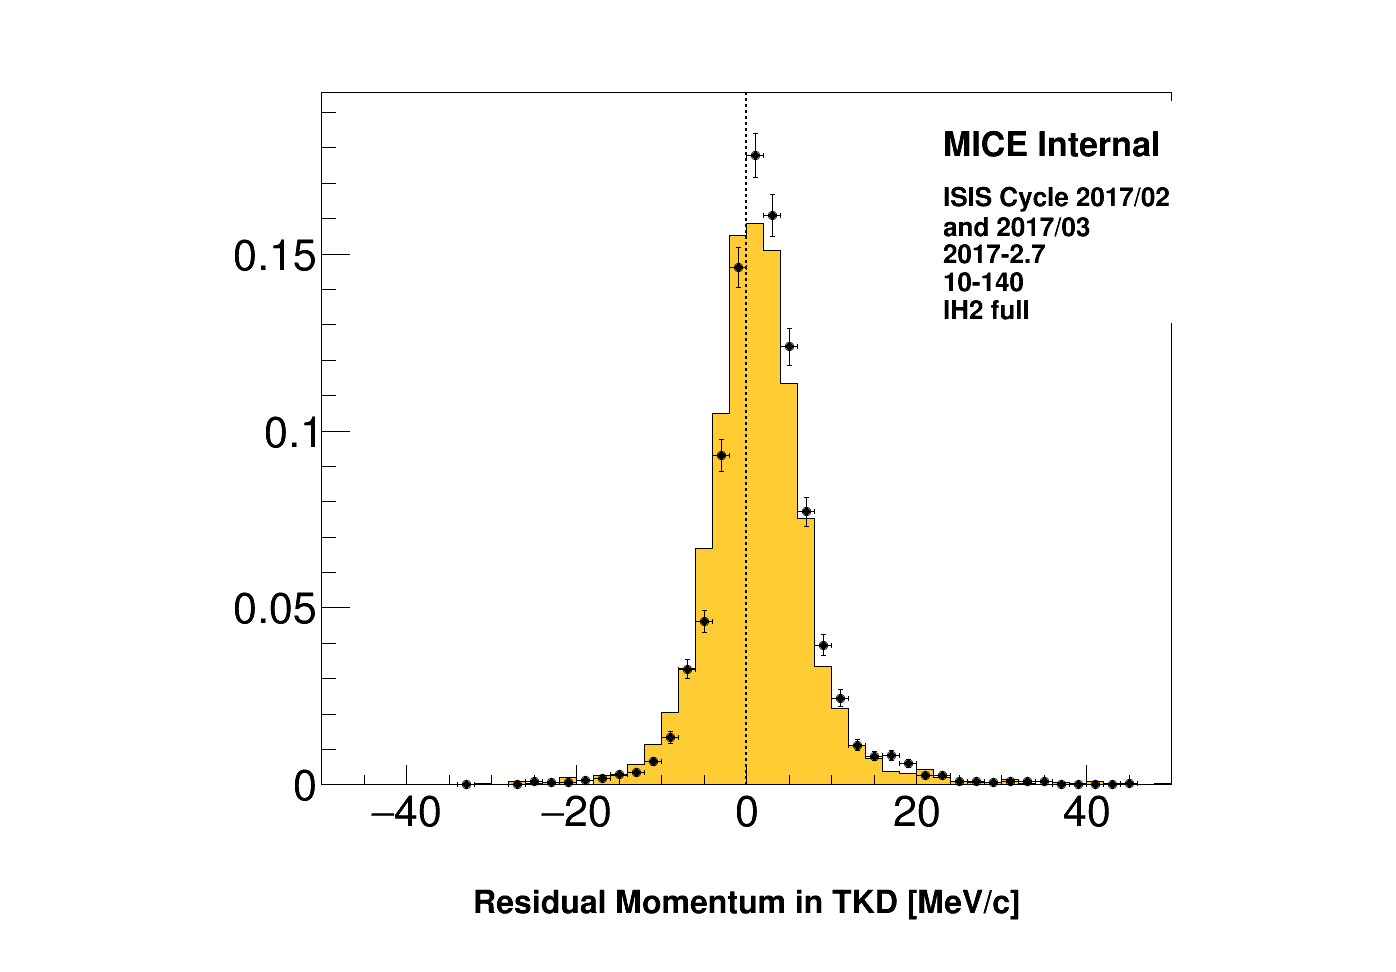 MICE Internal
ISIS Cycle 2017/02
and 2017/03
2017-2.7
10-140
lH2 full
0.15
0.1
0.05
0
−40 −20 0 20 40
Residual Momentum in TKD [MeV/c]